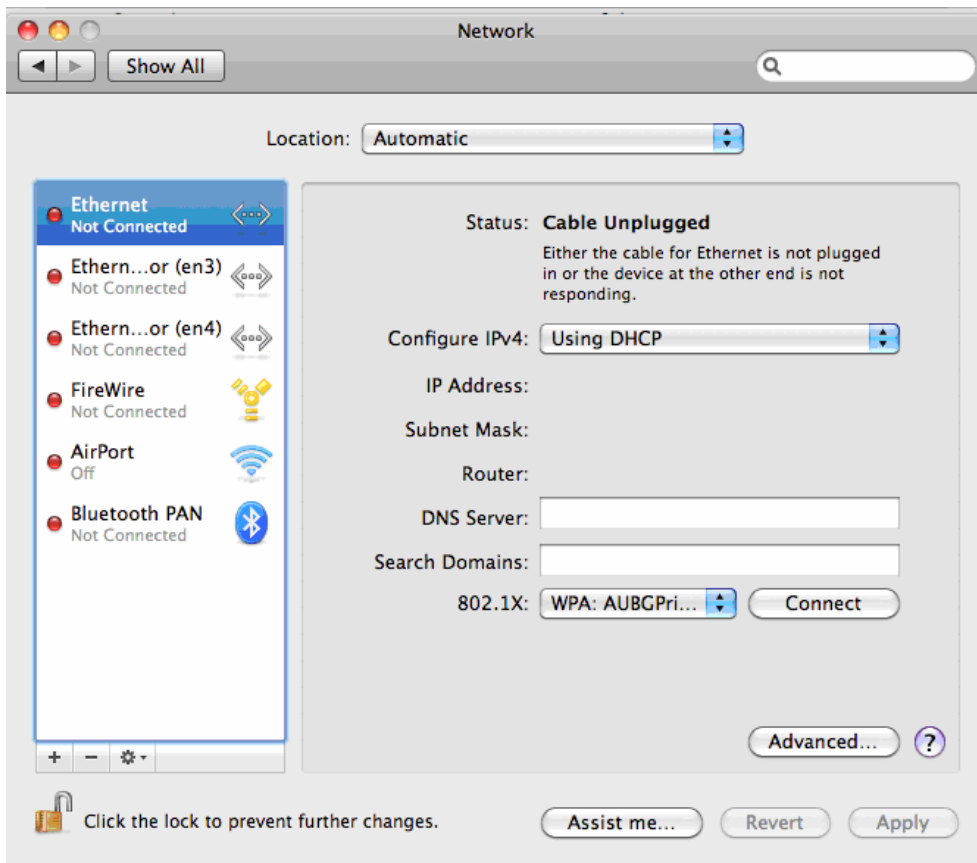 Network
Show All
Location: Automatic
Ethernet
Not Connected
Ethern...or (en3)
Not Connected
Ethern...or (en4)
Not Connected
FireWire
Not Connected
AirPort
Off
Bluetooth PAN
Not Connected
Status: Cable Unplugged
Either the cable for Ethernet is not plugged
in or the device at the other end is not
responding.
Configure IPv4: Using DHCP
IP Address:
Subnet Mask:
Router:
DNS Server:
Search Domains:
802.1X: WPA: AUBGPri... Connect
Advanced... ?
Click the lock to prevent further changes.
Assist me... Revert Apply